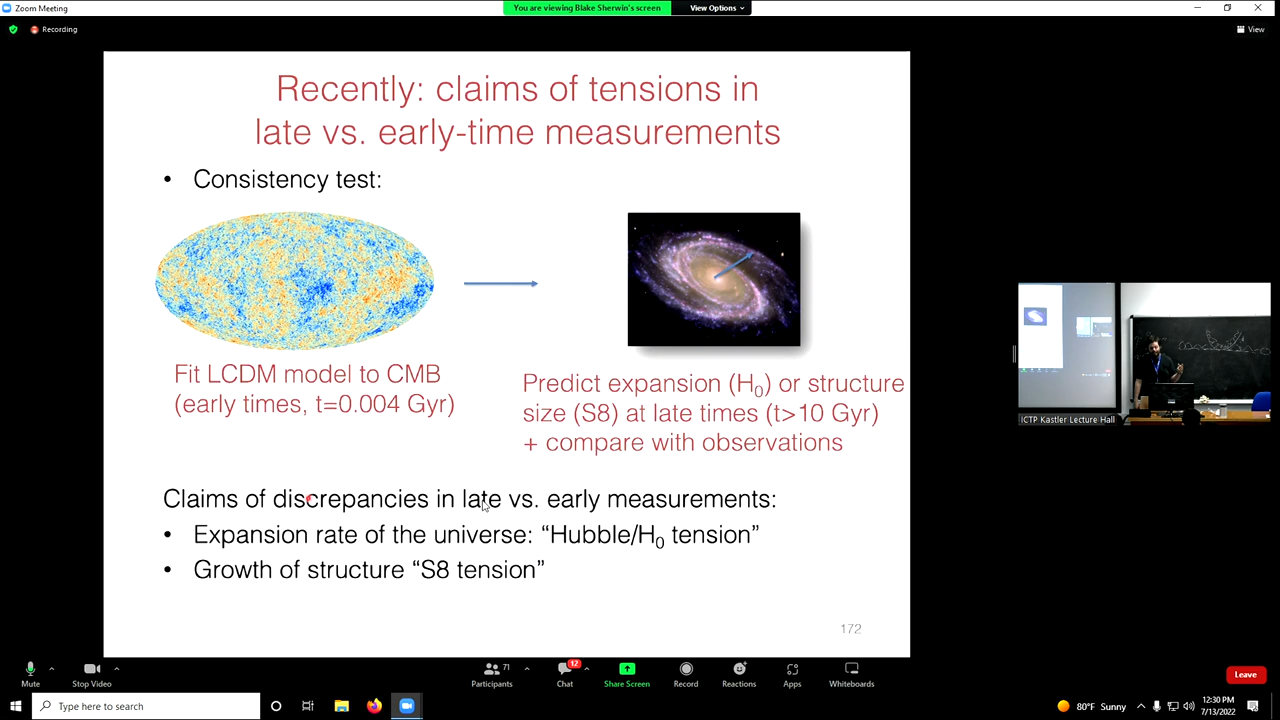 Zoom Meeting
You are viewing Blake Sherwin's screen
View Options
Recording
View
Recently: claims of tensions in
late vs. early-time measurements
• Consistency test:
Fit LCDM model to CMB
(early times, t=0.004 Gyr)
Predict expansion (H0) or structure
size (S8) at late times (t>10 Gyr)
+ compare with observations
Claims of discrepancies in late vs. early measurements:
• Expansion rate of the universe: “Hubble/H0 tension”
• Growth of structure “S8 tension”
172
ICTP Kastler Lecture Hall
Mute
Stop Video
71
Participants
12
Chat
Share Screen
Record
Reactions
Apps
Whiteboards
Leave
Type here to search
80°F Sunny
12:30 PM
7/13/2022